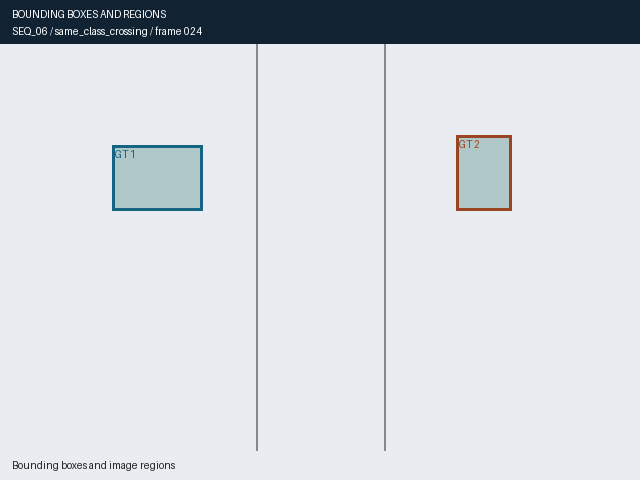 BOUNDING BOXES AND REGIONS
SEQ_06 / same_class_crossing / frame 024
GT1
GT2
Bounding boxes and image regions